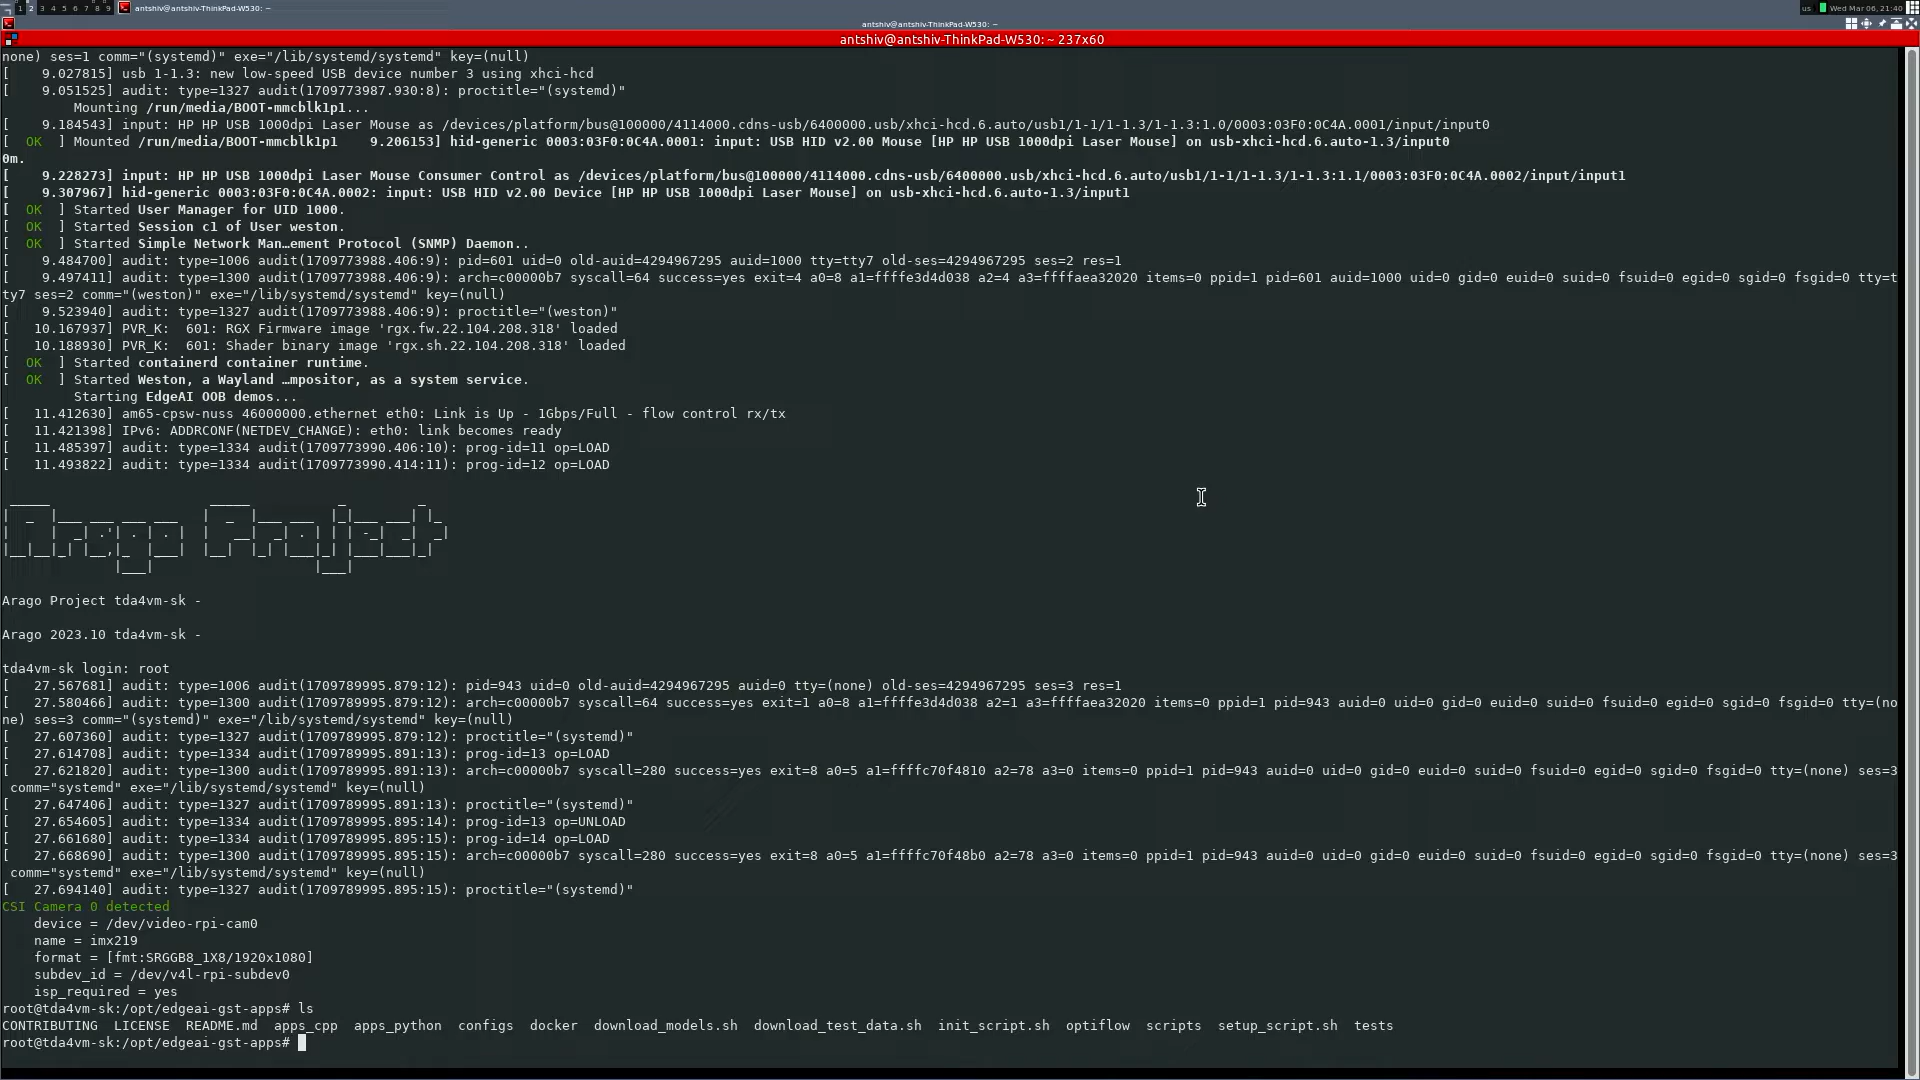 1 2 3 4 5 6 7 8 9 antshiv@antshiv-ThinkPad-W530: ~ us Wed Mar 06, 21:40
antshiv@antshiv-ThinkPad-W530: ~
antshiv@antshiv-ThinkPad-W530: ~ 237x60
none) ses=1 comm="(systemd)" exe="/lib/systemd/systemd" key=(null)
[    9.027815] usb 1-1.3: new low-speed USB device number 3 using xhci-hcd
[    9.051525] audit: type=1327 audit(1709773987.930:8): proctitle="(systemd)"
         Mounting /run/media/BOOT-mmcblk1p1...
[    9.184543] input: HP HP USB 1000dpi Laser Mouse as /devices/platform/bus@100000/4114000.cdns-usb/6400000.usb/xhci-hcd.6.auto/usb1/1-1/1-1.3/1-1.3:1.0/0003:03F0:0C4A.0001/input/input0
[  OK  ] Mounted /run/media/BOOT-mmcblk1p1    9.206153] hid-generic 0003:03F0:0C4A.0001: input: USB HID v2.00 Mouse [HP HP USB 1000dpi Laser Mouse] on usb-xhci-hcd.6.auto-1.3/input0
0m.
[    9.228273] input: HP HP USB 1000dpi Laser Mouse Consumer Control as /devices/platform/bus@100000/4114000.cdns-usb/6400000.usb/xhci-hcd.6.auto/usb1/1-1/1-1.3/1-1.3:1.1/0003:03F0:0C4A.0002/input/input1
[    9.307967] hid-generic 0003:03F0:0C4A.0002: input: USB HID v2.00 Device [HP HP USB 1000dpi Laser Mouse] on usb-xhci-hcd.6.auto-1.3/input1
[  OK  ] Started User Manager for UID 1000.
[  OK  ] Started Session c1 of User weston.
[  OK  ] Started Simple Network Man…ement Protocol (SNMP) Daemon..
[    9.484700] audit: type=1006 audit(1709773988.406:9): pid=601 uid=0 old-auid=4294967295 auid=1000 tty=tty7 old-ses=4294967295 ses=2 res=1
[    9.497411] audit: type=1300 audit(1709773988.406:9): arch=c00000b7 syscall=64 success=yes exit=4 a0=8 a1=ffffe3d4d038 a2=4 a3=ffffaea32020 items=0 ppid=1 pid=601 auid=1000 uid=0 gid=0 euid=0 suid=0 fsuid=0 egid=0 sgid=0 fsgid=0 tty=t
ty7 ses=2 comm="(weston)" exe="/lib/systemd/systemd" key=(null)
[    9.523940] audit: type=1327 audit(1709773988.406:9): proctitle="(weston)"
[   10.167937] PVR_K:  601: RGX Firmware image 'rgx.fw.22.104.208.318' loaded
[   10.188930] PVR_K:  601: Shader binary image 'rgx.sh.22.104.208.318' loaded
[  OK  ] Started containerd container runtime.
[  OK  ] Started Weston, a Wayland …mpositor, as a system service.
         Starting EdgeAI OOB demos...
[   11.412630] am65-cpsw-nuss 46000000.ethernet eth0: Link is Up - 1Gbps/Full - flow control rx/tx
[   11.421398] IPv6: ADDRCONF(NETDEV_CHANGE): eth0: link becomes ready
[   11.485397] audit: type=1334 audit(1709773990.406:10): prog-id=11 op=LOAD
[   11.493822] audit: type=1334 audit(1709773990.414:11): prog-id=12 op=LOAD
Arago Project
Arago Project tda4vm-sk -
Arago 2023.10 tda4vm-sk -
tda4vm-sk login: root
[   27.567681] audit: type=1006 audit(1709789995.879:12): pid=943 uid=0 old-auid=4294967295 auid=0 tty=(none) old-ses=4294967295 ses=3 res=1
[   27.580466] audit: type=1300 audit(1709789995.879:12): arch=c00000b7 syscall=64 success=yes exit=1 a0=8 a1=ffffe3d4d038 a2=1 a3=ffffaea32020 items=0 ppid=1 pid=943 auid=0 uid=0 gid=0 euid=0 suid=0 fsuid=0 egid=0 sgid=0 fsgid=0 tty=(no
ne) ses=3 comm="(systemd)" exe="/lib/systemd/systemd" key=(null)
[   27.607360] audit: type=1327 audit(1709789995.879:12): proctitle="(systemd)"
[   27.614708] audit: type=1334 audit(1709789995.891:13): prog-id=13 op=LOAD
[   27.621820] audit: type=1300 audit(1709789995.891:13): arch=c00000b7 syscall=280 success=yes exit=8 a0=5 a1=ffffc70f4810 a2=78 a3=0 items=0 ppid=1 pid=943 auid=0 uid=0 gid=0 euid=0 suid=0 fsuid=0 egid=0 sgid=0 fsgid=0 tty=(none) ses=3
 comm="systemd" exe="/lib/systemd/systemd" key=(null)
[   27.647406] audit: type=1327 audit(1709789995.891:13): proctitle="(systemd)"
[   27.654605] audit: type=1334 audit(1709789995.895:14): prog-id=13 op=UNLOAD
[   27.661680] audit: type=1334 audit(1709789995.895:15): prog-id=14 op=LOAD
[   27.668690] audit: type=1300 audit(1709789995.895:15): arch=c00000b7 syscall=280 success=yes exit=8 a0=5 a1=ffffc70f48b0 a2=78 a3=0 items=0 ppid=1 pid=943 auid=0 uid=0 gid=0 euid=0 suid=0 fsuid=0 egid=0 sgid=0 fsgid=0 tty=(none) ses=3
 comm="systemd" exe="/lib/systemd/systemd" key=(null)
[   27.694140] audit: type=1327 audit(1709789995.895:15): proctitle="(systemd)"
CSI Camera 0 detected
    device = /dev/video-rpi-cam0
    name = imx219
    format = [fmt:SRGGB8_1X8/1920x1080]
    subdev_id = /dev/v4l-rpi-subdev0
    isp_required = yes
root@tda4vm-sk:/opt/edgeai-gst-apps# ls
CONTRIBUTING  LICENSE  README.md  apps_cpp  apps_python  configs  docker  download_models.sh  download_test_data.sh  init_script.sh  optiflow  scripts  setup_script.sh  tests
root@tda4vm-sk:/opt/edgeai-gst-apps#